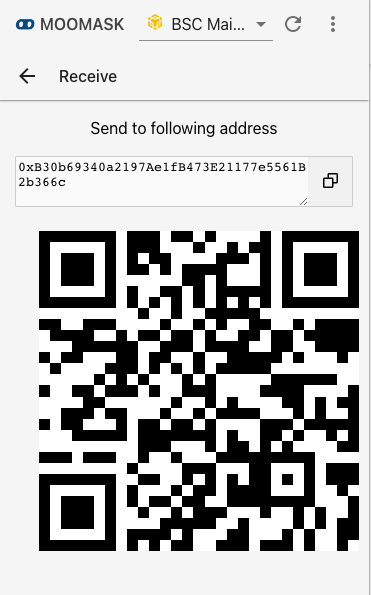 MOOMASK
BSC Mai...
Receive
Send to following address
0xB30b69340a2197Ae1fB473E21177e5561B
2b366c